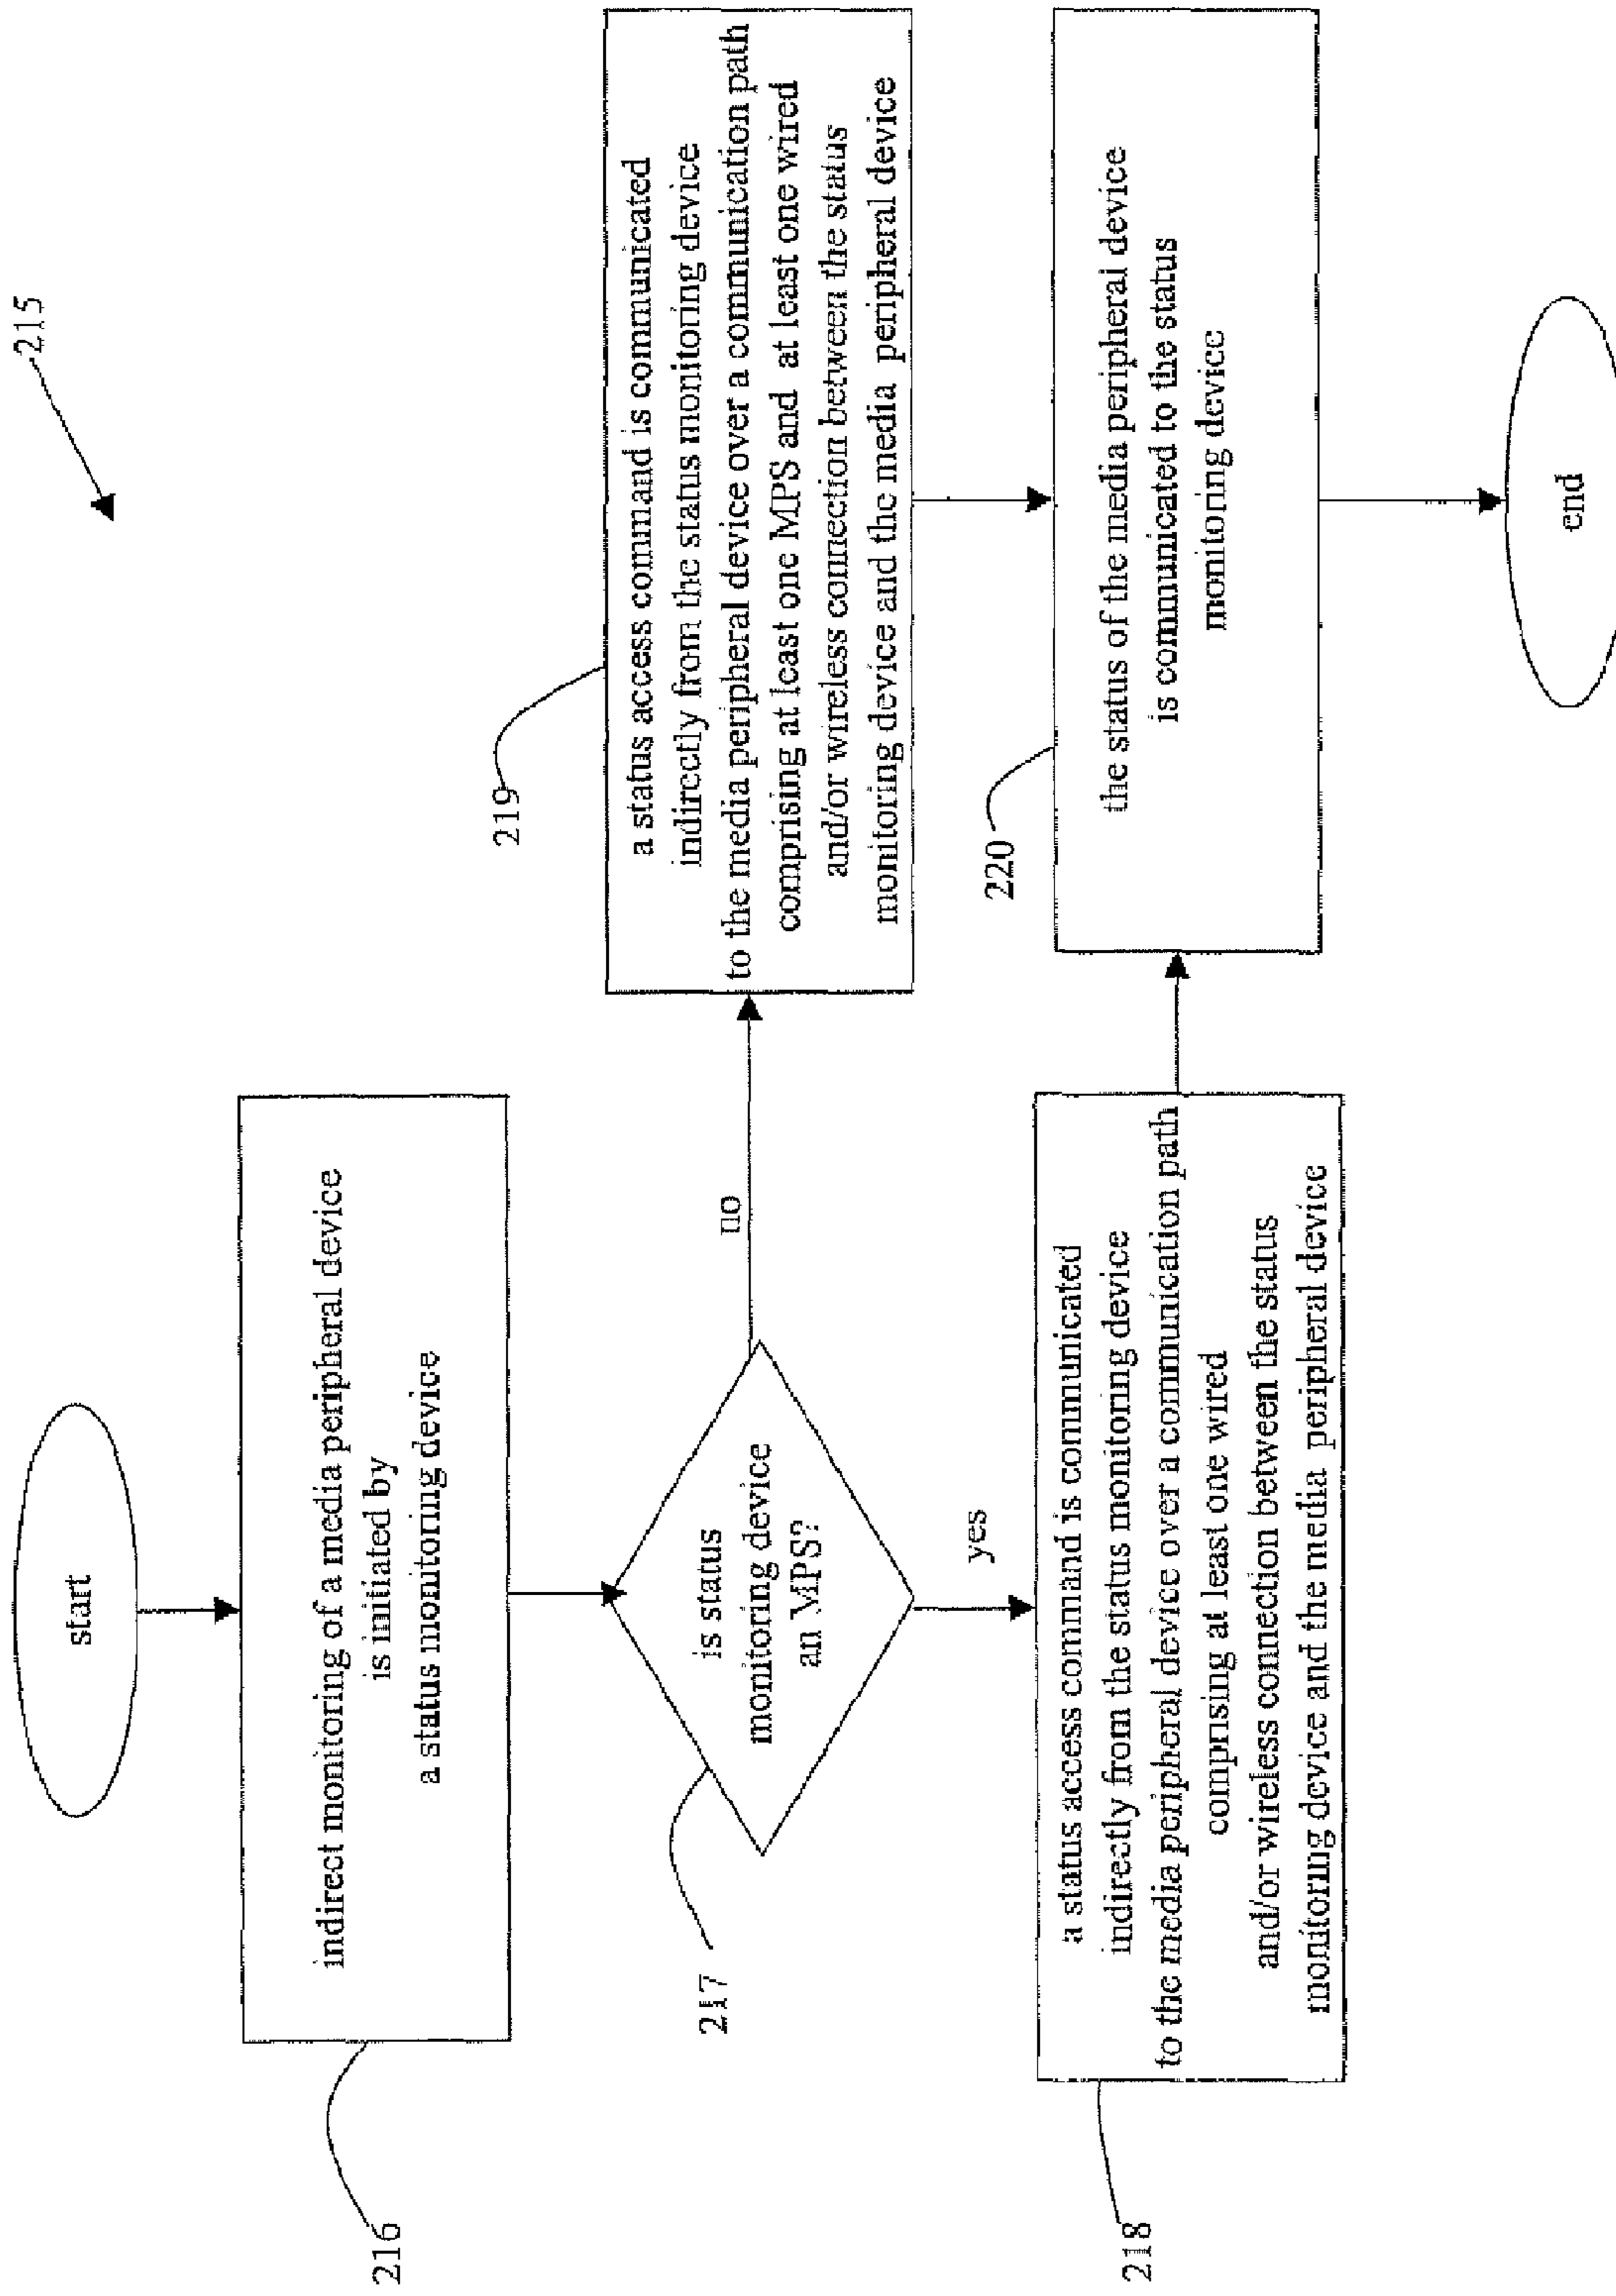 215
start
216
indirect monitoring of a media peripheral device
is initiated by
a status monitoring device
217
is status
monitoring device
an MPS?
no
yes
219
a status access command is communicated
indirectly from the status monitoring device
to the media peripheral device over a communication path
comprising at least one MPS and at least one wired
and/or wireless connection between the status
monitoring device and the media peripheral device
218
a status access command is communicated
indirectly from the status monitoring device
to the media peripheral device over a communication path
comprising at least one wired
and/or wireless connection between the status
monitoring device and the media peripheral device
220
the status of the media peripheral device
is communicated to the status
monitoring device
end